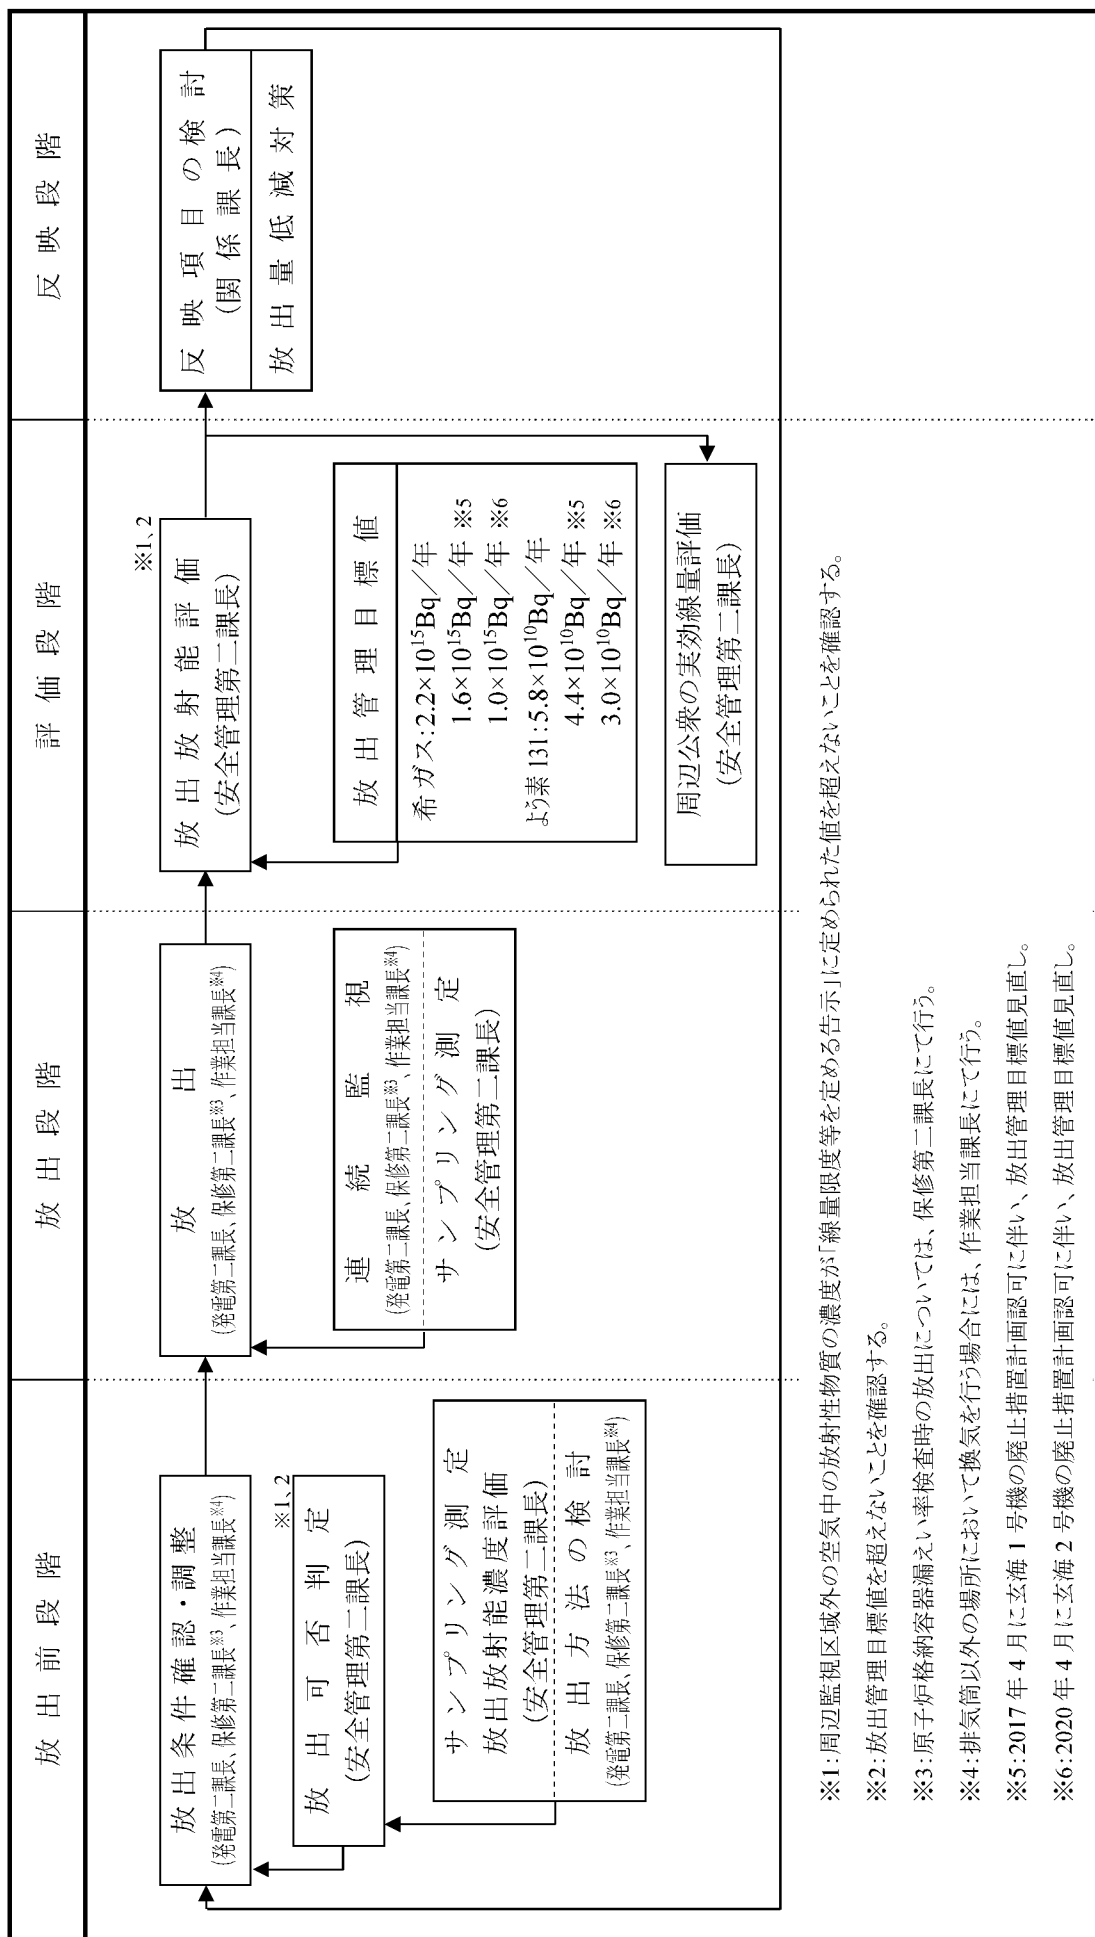 放出前段階
放出段階
評価段階
反映段階
放出条件確認・調整
(発電第二課長、保修第二課長※3、作業担当課長※4)
※1、2
放出可否判定
(安全管理第二課長)
サンプリング測定
放出放射能濃度評価
(安全管理第二課長)
放出方法の検討
(発電第二課長、保修第二課長※3、作業担当課長※4)
放出
(発電第二課長、保修第二課長※3、作業担当課長※4)
連続監視
(発電第二課長、保修第二課長※3、作業担当課長※4)
サンプリング測定
(安全管理第二課長)
※1、2
放出放射能評価
(安全管理第二課長)
放出管理目標値
希ガス:2.2×10¹⁵Bq/年
1.6×10¹⁵Bq/年 ※5
1.0×10¹⁵Bq/年 ※6
よう素131:5.8×10¹⁰Bq/年
4.4×10¹⁰Bq/年 ※5
3.0×10¹⁰Bq/年 ※6
周辺公衆の実効線量評価
(安全管理第二課長)
反映項目の検討
(関係課長)
放出量低減対策
※1:周辺監視区域外の空気中の放射性物質の濃度が「線量限度等を定める告示」に定められた値を超えないことを確認する。
※2:放出管理目標値を超えないことを確認する。
※3:原子炉格納容器漏えい率検査時の放出については、保修第二課長にて行う。
※4:排気筒以外の場所において換気を行う場合には、作業担当課長にて行う。
※5:2017年4月に玄海1号機の廃止措置計画認可に伴い、放出管理目標値見直し。
※6:2020年4月に玄海2号機の廃止措置計画認可に伴い、放出管理目標値見直し。